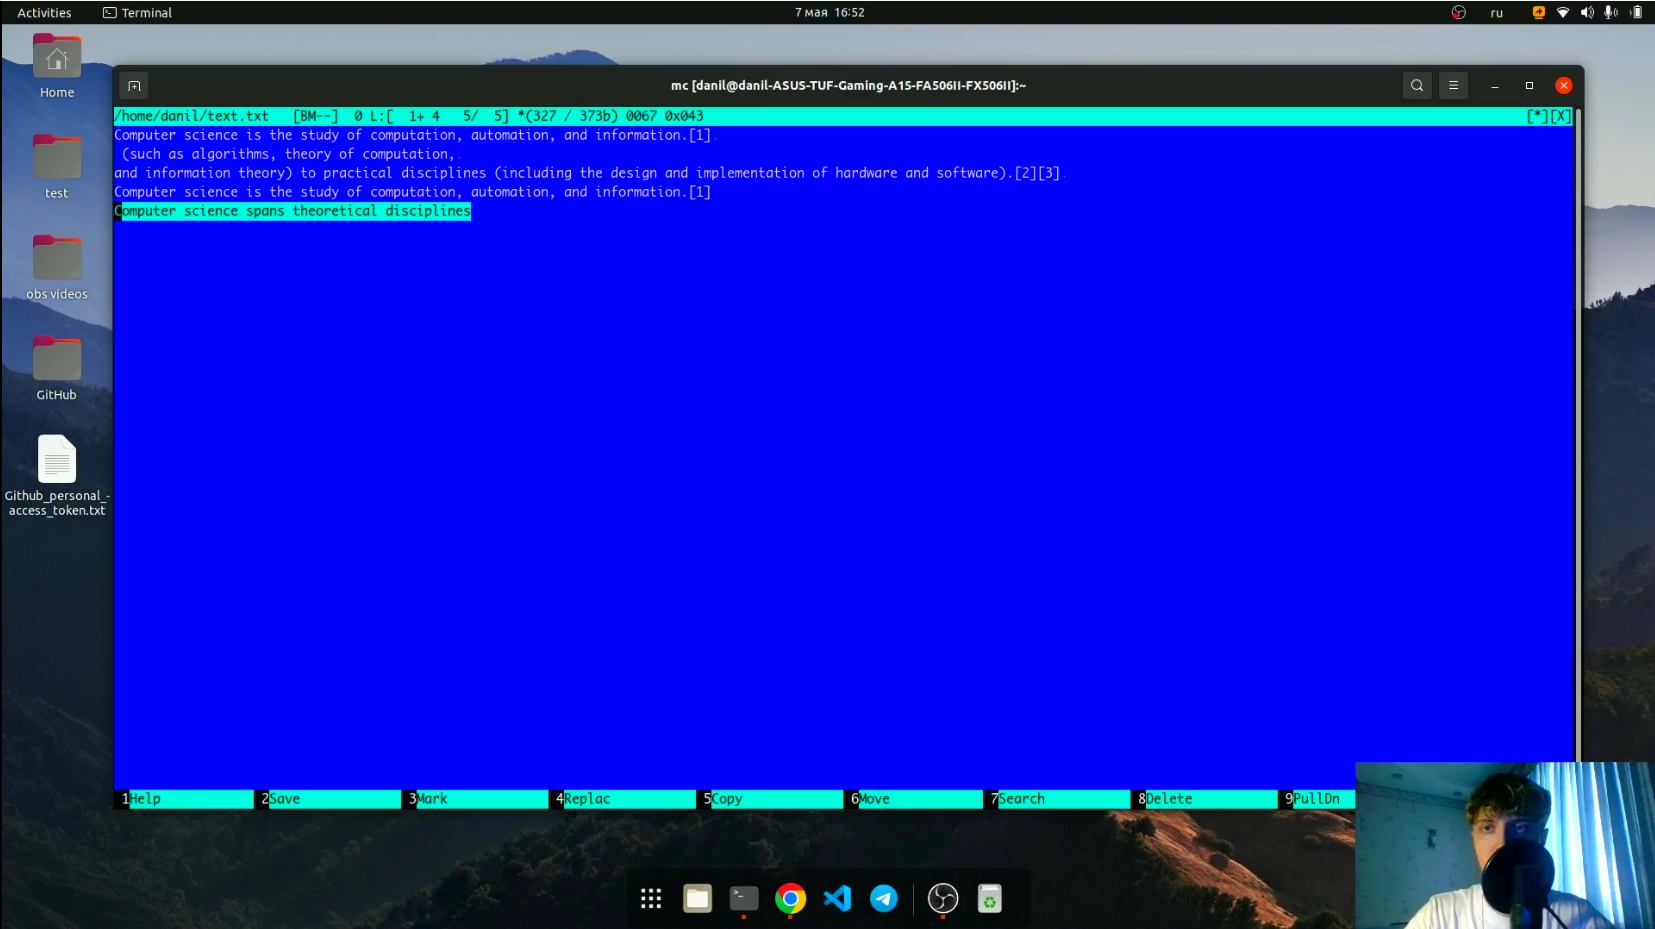 Activities
Terminal
7 мая 16:52
ru
Home
test
obs videos
GitHub
Github_personal_-
access_token.txt
mc [danil@danil-ASUS-TUF-Gaming-A15-FA506II-FX506II]:~
/home/danil/text.txt [BM--] 0 L:[ 1+ 4 5/ 5] *(327 / 373b) 0067 0x043 [*][X]
Computer science is the study of computation, automation, and information.[1].
(such as algorithms, theory of computation,.
and information theory) to practical disciplines (including the design and implementation of hardware and software).[2][3].
Computer science is the study of computation, automation, and information.[1]
Computer science spans theoretical disciplines
1Help 2Save 3Mark 4Replac 5Copy 6Move 7Search 8Delete 9PullDn